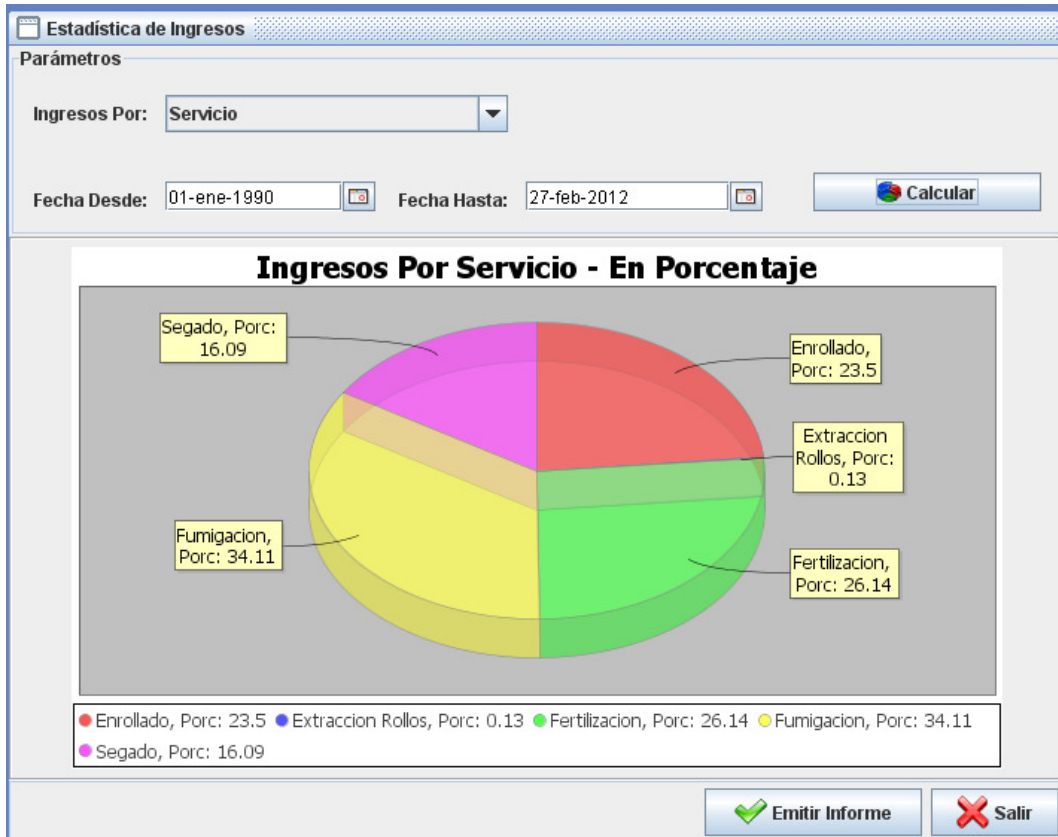 Estadística de Ingresos
Parámetros
Ingresos Por: Servicio
Fecha Desde: 01-ene-1990 Fecha Hasta: 27-feb-2012 Calcular
Ingresos Por Servicio - En Porcentaje
Segado, Porc:
16.09
Enrollado,
Porc: 23.5
Extraccion
Rollos, Porc:
0.13
Fumigacion,
Porc: 34.11
Fertilizacion,
Porc: 26.14
Enrollado, Porc: 23.5 Extraccion Rollos, Porc: 0.13 Fertilizacion, Porc: 26.14 Fumigacion, Porc: 34.11
Segado, Porc: 16.09
Emitir Informe Salir